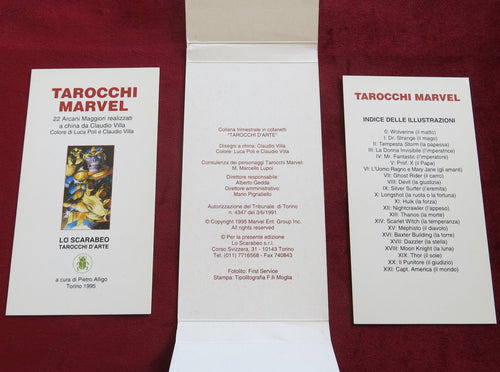 TAROCCHI
MARVEL
22 Arcani Maggiori realizzati
a china da Claudio Villa
Colore di Luca Poli e Claudio Villa
LO SCARABEO
TAROCCHI D'ARTE
a cura di Pietro Alligo
Torino 1995
Collana trimestrale in cofanetti
"TAROCCHI D'ARTE"
Disegni a china: Claudio Villa
Colore: Luca Poli e Claudio Villa
Consulenza dei personaggi Tarocchi Marvel:
M. Marcello Lupoi
Direttore responsabile:
Alberto Gedda
Direttore amministrativo:
Mario Pignatiello
Autorizzazione del Tribunale di Torino
n. 4347 del 3/6/1991
© Copyright 1995 Marvel Ent. Group Inc.
All rights reserved.
© Per la presente edizione
Lo Scarabeo s.r.l.
Corso Svizzera, 31 - 10143 Torino
Tel. (011) 7716568 - Fax 740843
Fotolito: First Service
Stampa: Tipolitografia F.lli Moglia
TAROCCHI MARVEL
INDICE DELLE ILLUSTRAZIONI
0: Wolverine (il matto)
I: Dr. Strange (il mago)
II: Tempesta Storm (la papessa)
III: La Donna Invisibile (l'imperatrice)
IV: Mr. Fantastic (l'imperatore)
V: Prof. X (il Papa)
VI: L'Uomo Ragno e Mary Jane (gli amanti)
VII: Ghost Rider (il carro)
VIII: Devil (la giustizia)
IX: Silver Surfer (l'eremita)
X: Longshot (la ruota o la fortuna)
XI: Hulk (la forza)
XII: Nightcrawler (l'appeso)
XIII: Thanos (la morte)
XIV: Scarlet Witch (la temperanza)
XV: Mephisto (il diavolo)
XVI: Baxter Building (la torre)
XVII: Dazzler (la stella)
XVIII: Moon Knight (la luna)
XIX: Thor (il sole)
XX: Il Punitore (il giudizio)
XXI: Capt. America (il mondo)